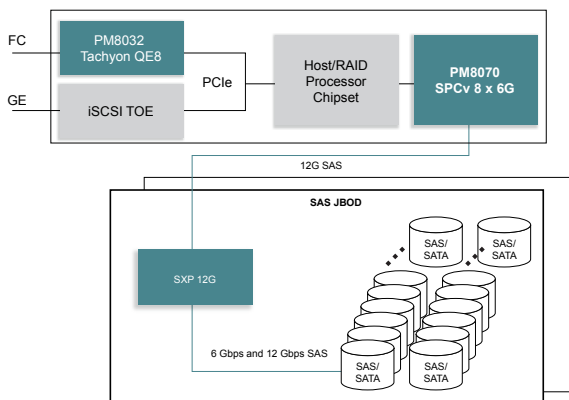 FC
PM8032
Tachyon QE8
GE
iSCSI TOE
PCIe
Host/RAID
Processor
Chipset
PM8070
SPCv 8 x 6G
12G SAS
SAS JBOD
SXP 12G
SAS/
SATA
SAS/
SATA
6 Gbps and 12 Gbps SAS
SAS/
SATA
SAS/
SATA